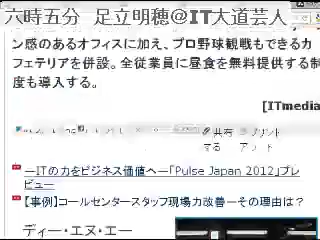 六時五分　足立明穂@IT大道芸人
ン感のあるオフィスに加え、プロ野球観戦もできるカ
フェテリアを併設。全従業員に昼食を無料提供する制
度も導入する。
[ITmedia
共有する
プリント
アラート
―ITの力をビジネス価値へ―「Pulse Japan 2012」プレ
ビュー
【事例】コールセンタースタッフ現場力改善―その理由は？
ディー・エヌ・エー